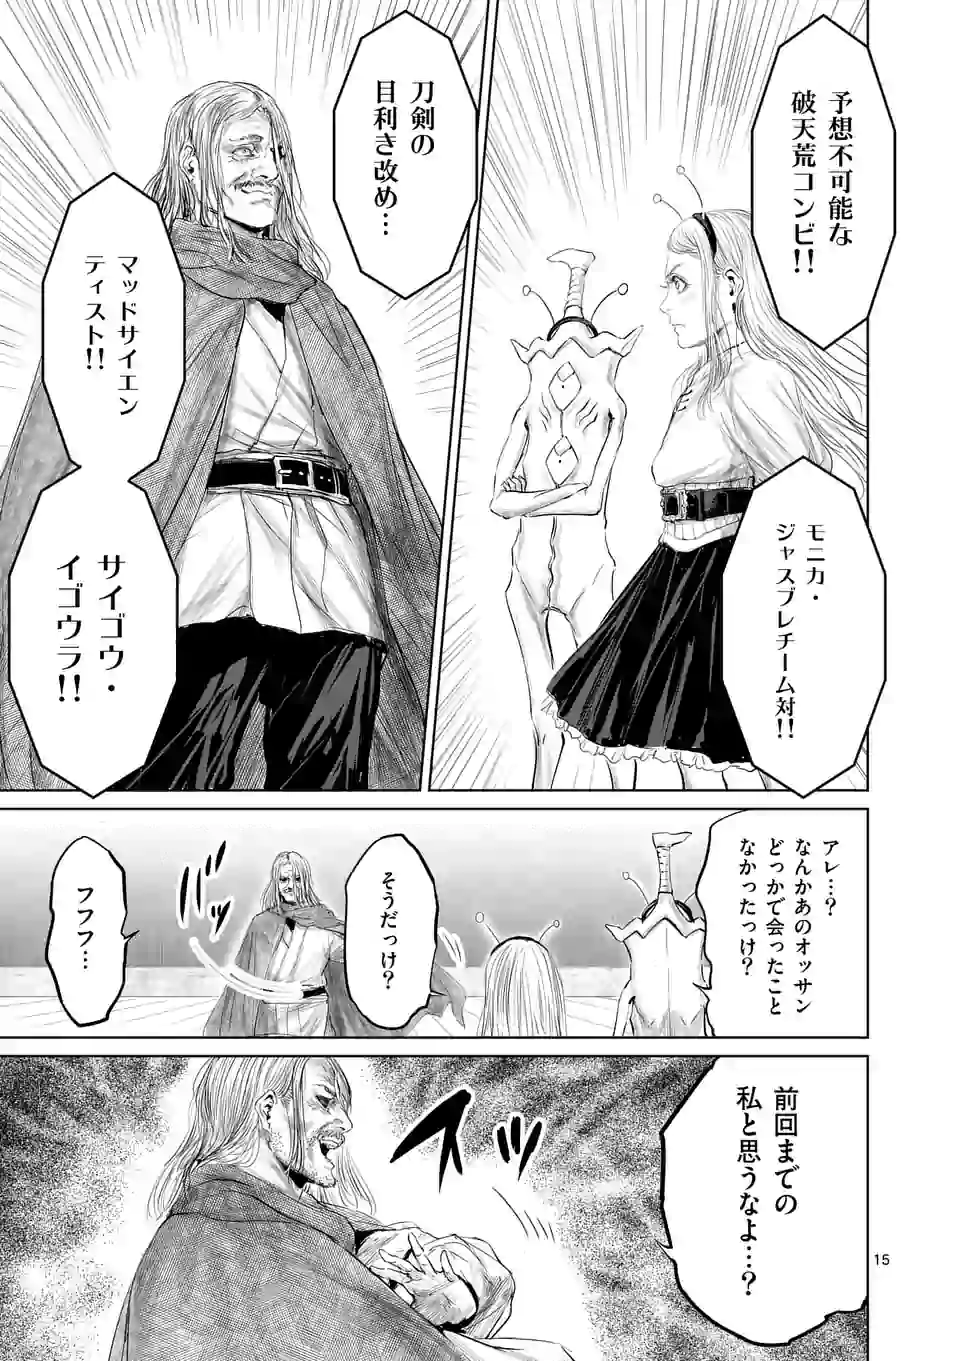 予想不可能な
破天荒コンビ!!
モニカ・
ジャスブレチーム対!!
刀剣の
目利き改め…
マッドサイエン
ティスト!!
サイゴウ・
イゴウラ!!
アレ…?
なんかあのオッサン
どっかで会ったこと
なかったっけ?
そうだっけ?
バッ
バッ
フフフ…
前回までの
私と思うなよ…?
バッ
15